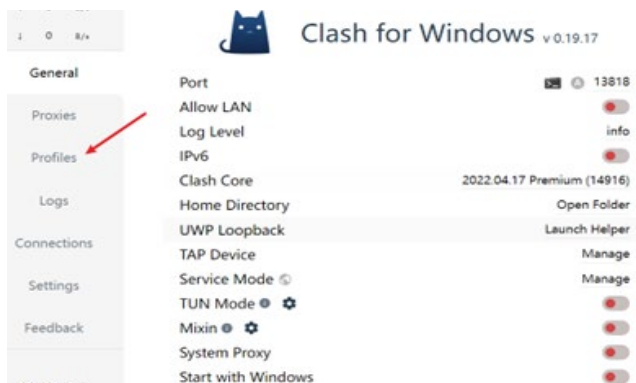 Clash for Windows v 0.19.17
General
Proxies
Profiles
Logs
Connections
Settings
Feedback
Port 13818
Allow LAN
Log Level info
IPv6
Clash Core 2022.04.17 Premium (14916)
Home Directory Open Folder
UWP Loopback Launch Helper
TAP Device Manage
Service Mode Manage
TUN Mode
Mixin
System Proxy
Start with Windows